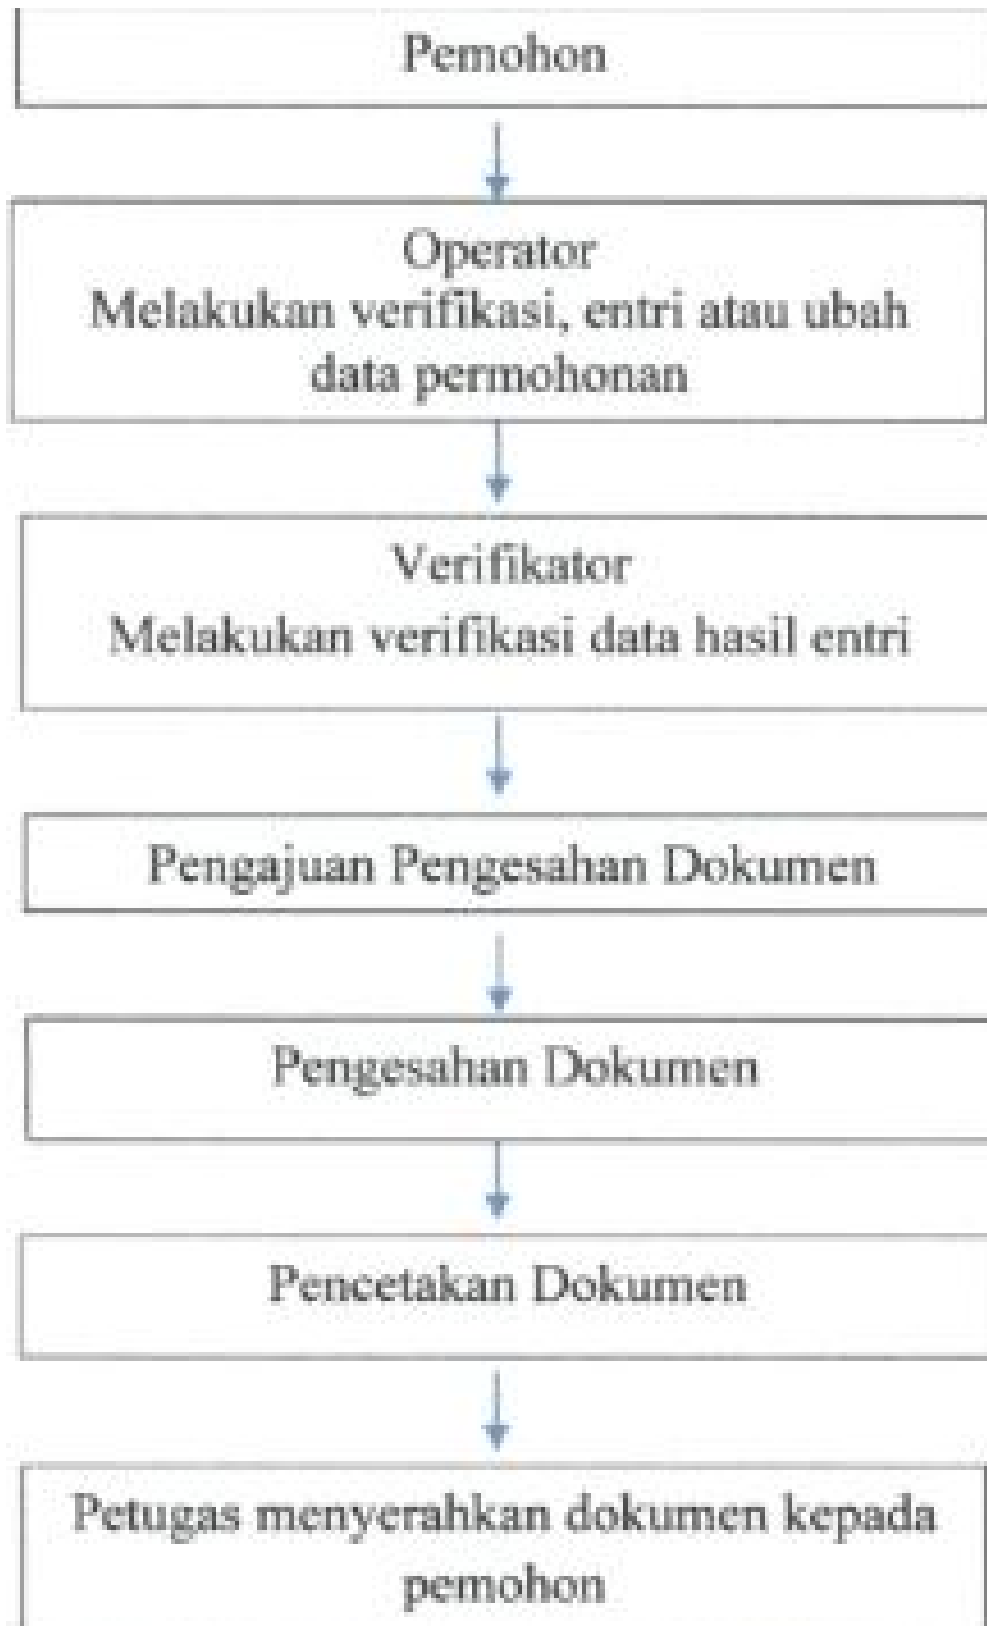 Pemohon
Operator
Melakukan verifikasi, entri atau ubah
data permohonan
Verifikator
Melakukan verifikasi data hasil entri
Pengajuan Pengesahan Dokumen
Pengesahan Dokumen
Pencetakan Dokumen
Petugas menyerahkan dokumen kepada
pemohon